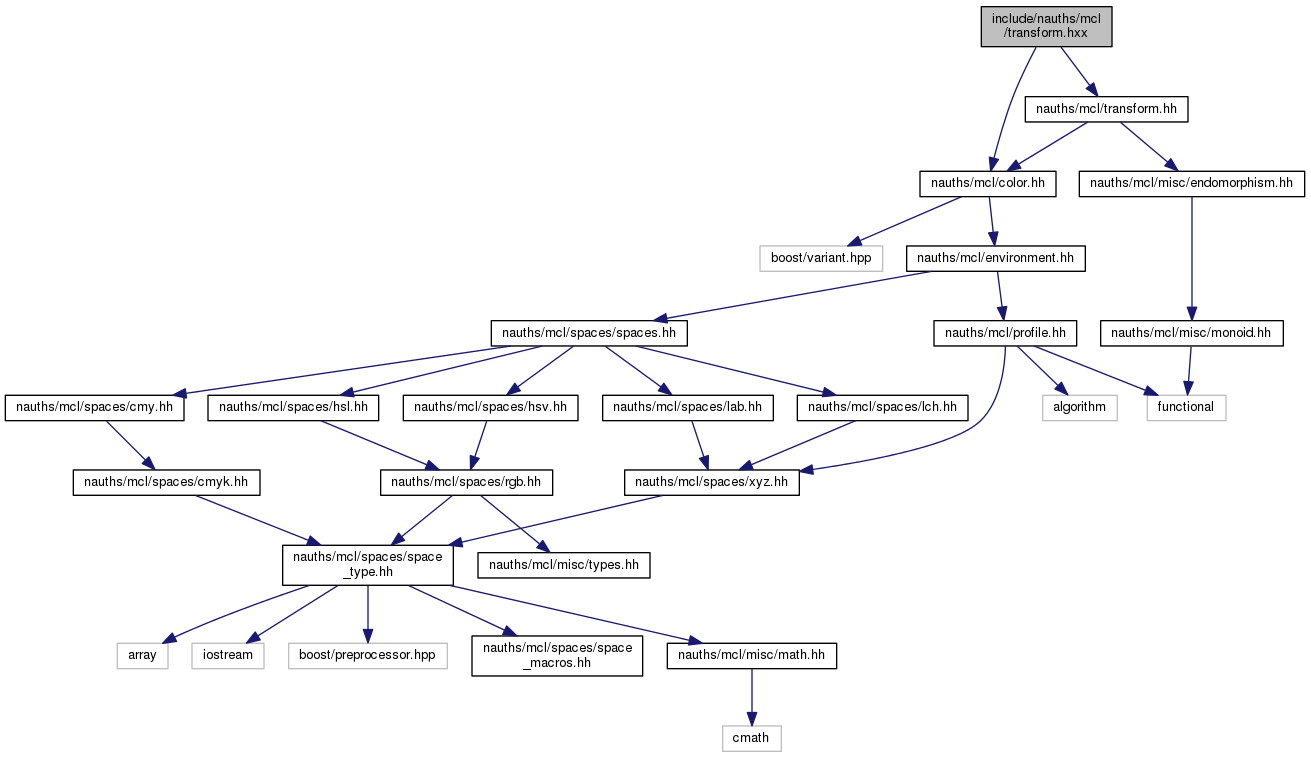 include/nauths/mcl
/transform.hxx
nauths/mcl/transform.hh
nauths/mcl/color.hh
nauths/mcl/misc/endomorphism.hh
boost/variant.hpp
nauths/mcl/environment.hh
nauths/mcl/spaces/spaces.hh
nauths/mcl/profile.hh
nauths/mcl/misc/monoid.hh
nauths/mcl/spaces/cmy.hh
nauths/mcl/spaces/hsl.hh
nauths/mcl/spaces/hsv.hh
nauths/mcl/spaces/lab.hh
nauths/mcl/spaces/lch.hh
algorithm
functional
nauths/mcl/spaces/cmyk.hh
nauths/mcl/spaces/rgb.hh
nauths/mcl/spaces/xyz.hh
nauths/mcl/spaces/space
_type.hh
nauths/mcl/misc/types.hh
array
iostream
boost/preprocessor.hpp
nauths/mcl/spaces/space
_macros.hh
nauths/mcl/misc/math.hh
cmath